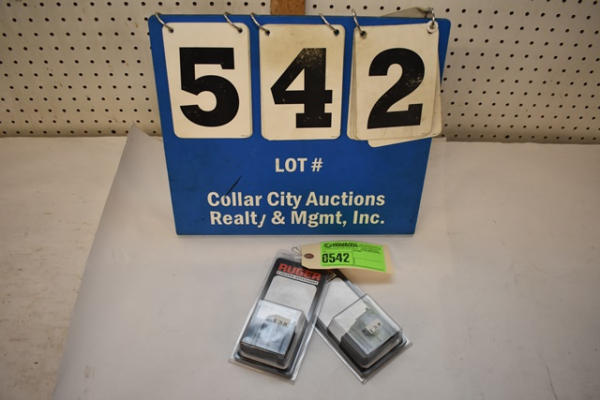 542
LOT #
Collar City Auctions
Realty & Mgmt, Inc.
0542
RUGER